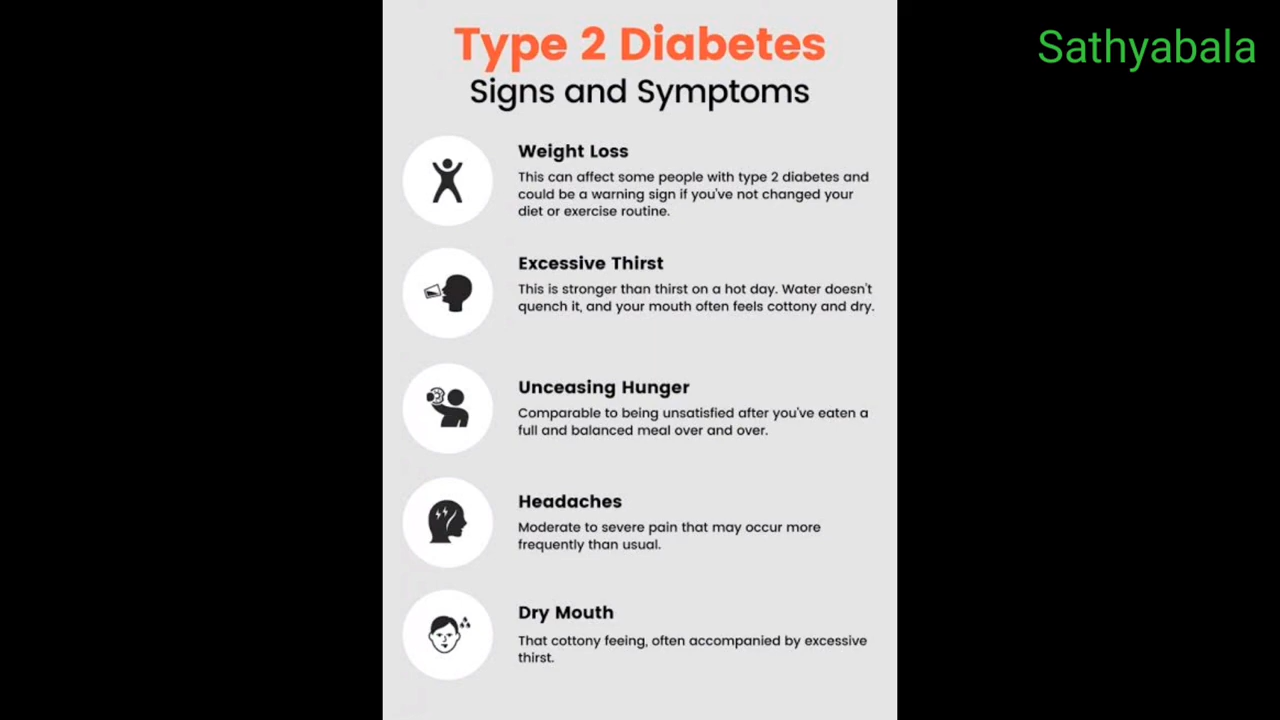 Type 2 Diabetes
Signs and Symptoms
Sathyabala
Weight Loss
This can affect some people with type 2 diabetes and
could be a warning sign if you've not changed your
diet or exercise routine.
Excessive Thirst
This is stronger than thirst on a hot day. Water doesn't
quench it, and your mouth often feels cottony and dry.
Unceasing Hunger
Comparable to being unsatisfied after you've eaten a
full and balanced meal over and over.
Headaches
Moderate to severe pain that may occur more
frequently than usual.
Dry Mouth
That cottony feeing, often accompanied by excessive
thirst.